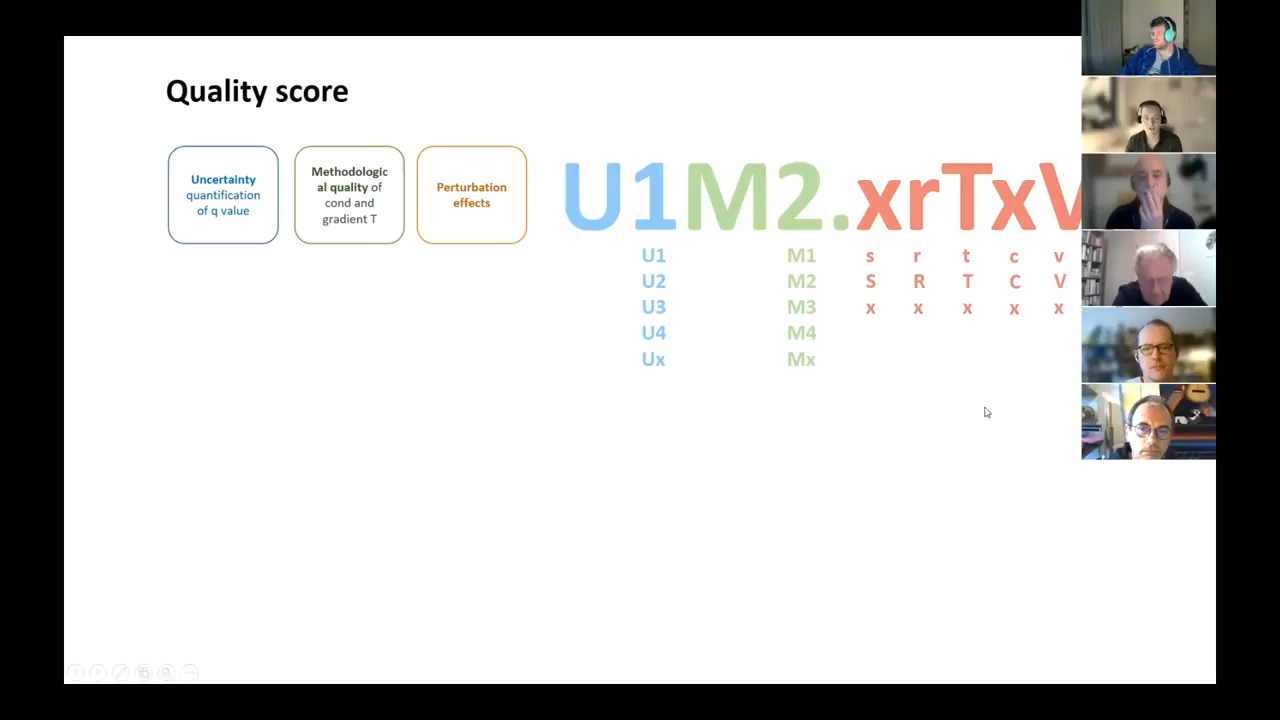 Quality score
Uncertainty
quantification
of q value
Methodologic
al quality of
cond and
gradient T
Perturbation
effects
U1M2.xrTxV
U1 M1 s r t c v
U2 M2 S R T C V
U3 M3 x x x x x
U4 M4
Ux Mx